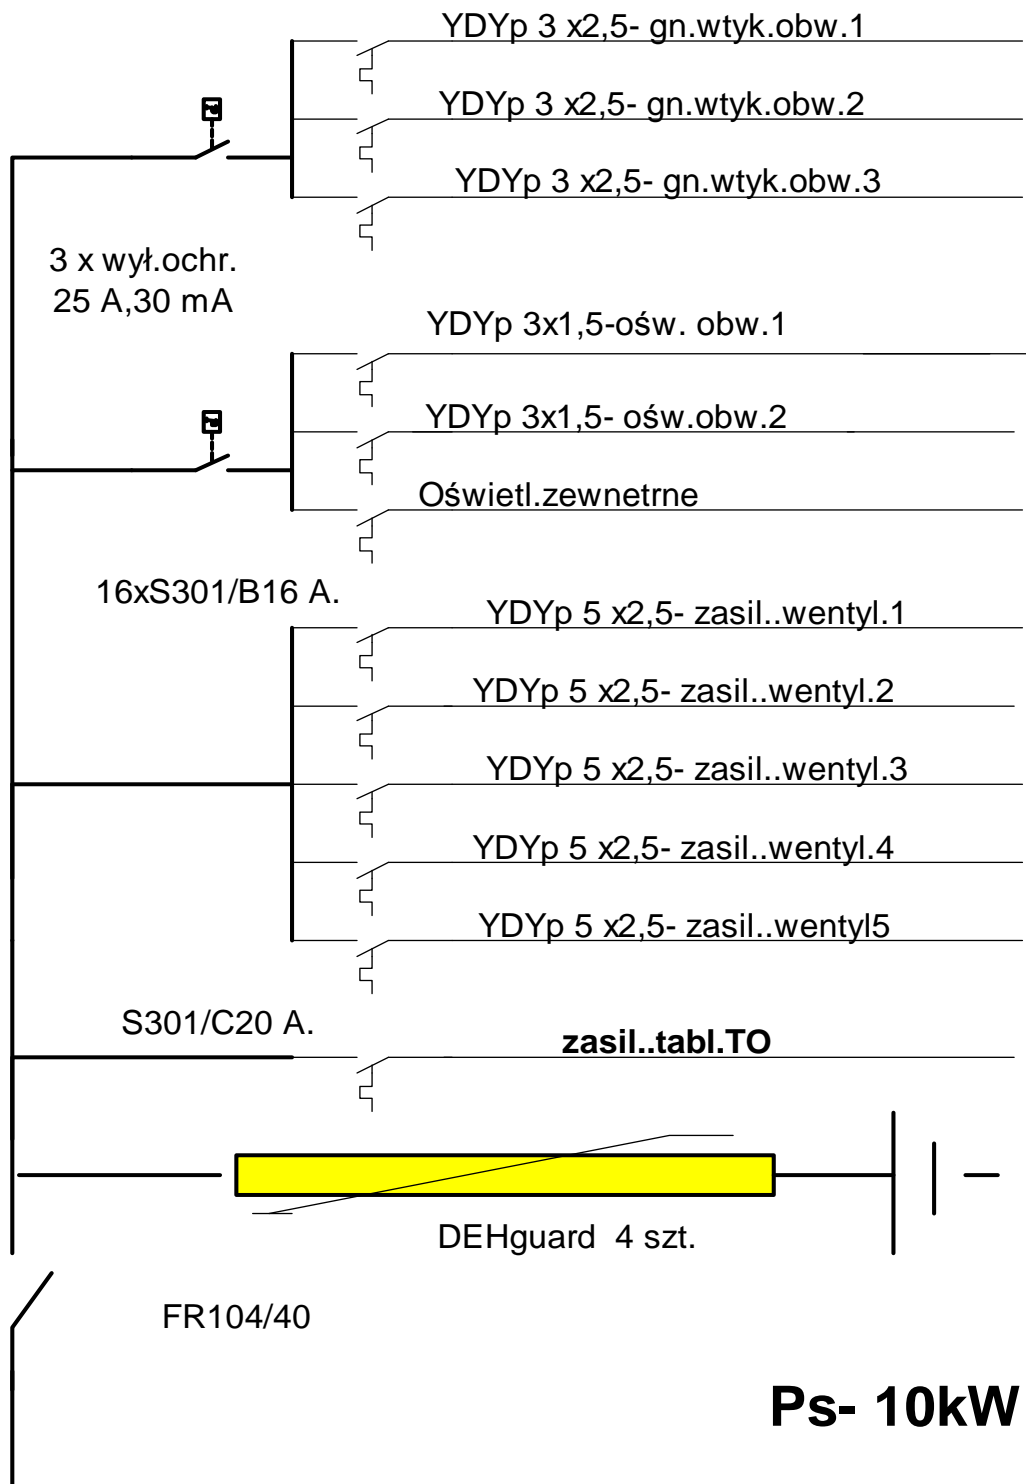 YDYp 3 x2,5- gn.wtyk.obw.1
YDYp 3 x2,5- gn.wtyk.obw.2
YDYp 3 x2,5- gn.wtyk.obw.3
3 x wył.ochr.
25 A,30 mA
YDYp 3x1,5-ośw. obw.1
YDYp 3x1,5- ośw.obw.2
Oświetl.zewnetrne
16xS301/B16 A.
YDYp 5 x2,5- zasil..wentyl.1
YDYp 5 x2,5- zasil..wentyl.2
YDYp 5 x2,5- zasil..wentyl.3
YDYp 5 x2,5- zasil..wentyl.4
YDYp 5 x2,5- zasil..wentyl5
S301/C20 A.
zasil..tabl.TO
DEHguard 4 szt.
FR104/40
Ps- 10kW